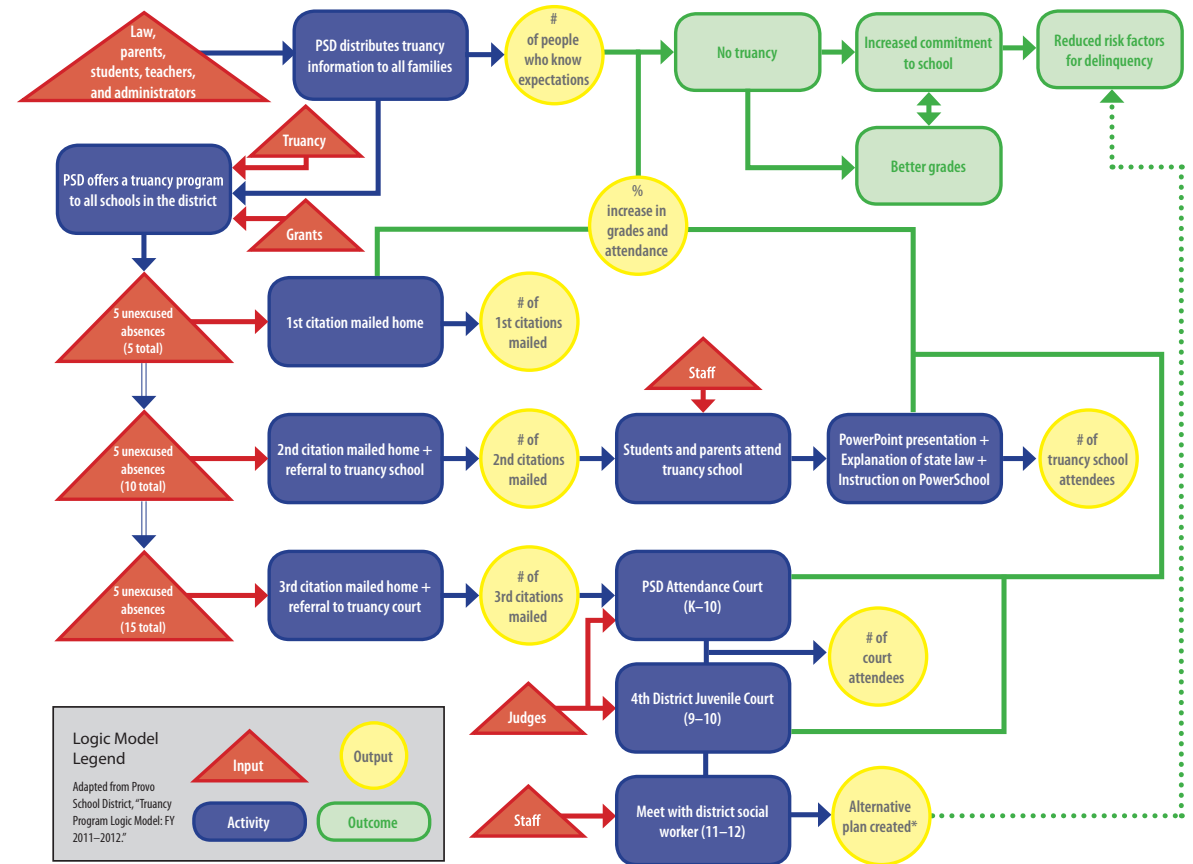 Law,
parents,
students, teachers,
and administrators
PSD distributes truancy
information to all families
#
of people
who know
expectations
No truancy
Increased commitment
to school
Reduced risk factors
for delinquency
Better grades
Truancy
PSD offers a truancy program
to all schools in the district
Grants
%
increase in
grades and
attendance
5 unexcused
absences
(5 total)
1st citation mailed home
# of
1st citations
mailed
Staff
5 unexcused
absences
(10 total)
2nd citation mailed home +
referral to truancy school
# of
2nd citations
mailed
Students and parents attend
truancy school
PowerPoint presentation +
Explanation of state law +
Instruction on PowerSchool
# of
truancy school
attendees
5 unexcused
absences
(15 total)
3rd citation mailed home +
referral to truancy court
# of
3rd citations
mailed
PSD Attendance Court
(K–10)
# of
court
attendees
Judges
4th District Juvenile Court
(9–10)
Staff
Meet with district social
worker (11–12)
Alternative
plan created*
Logic Model
Legend
Adapted from Provo
School District, “Truancy
Program Logic Model: FY
2011–2012.”
Input
Output
Activity
Outcome